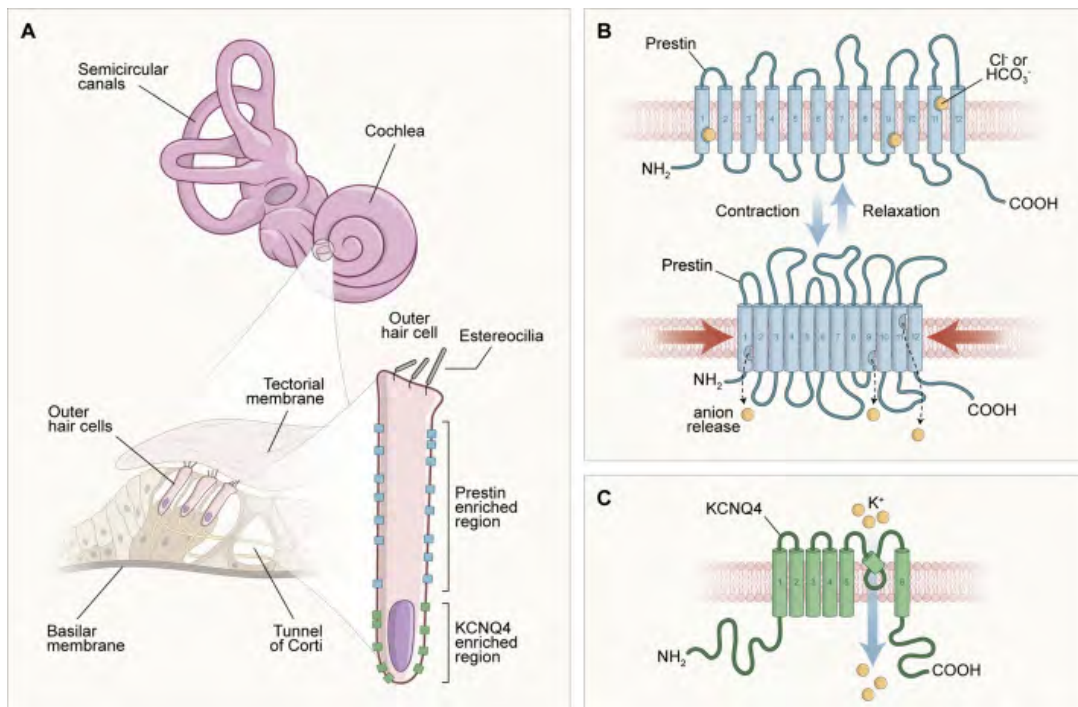 A
Semicircular
canals
Cochlea
Outer
hair cell
Estereocilia
Tectorial
membrane
Outer
hair cells
Prestin
enriched
region
KCNQ4
enriched
region
Basilar
membrane
Tunnel
of Corti
B
Prestin
Cl⁻ or
HCO₃⁻
1 2 3 4 5 6 7 8 9 10 11 12
NH₂
COOH
Contraction
Relaxation
Prestin
1 2 3 4 5 6 7 8 9 10 11 12
NH₂
COOH
anion
release
C
KCNQ4
K⁺
1 2 3 4 5 6
NH₂
COOH